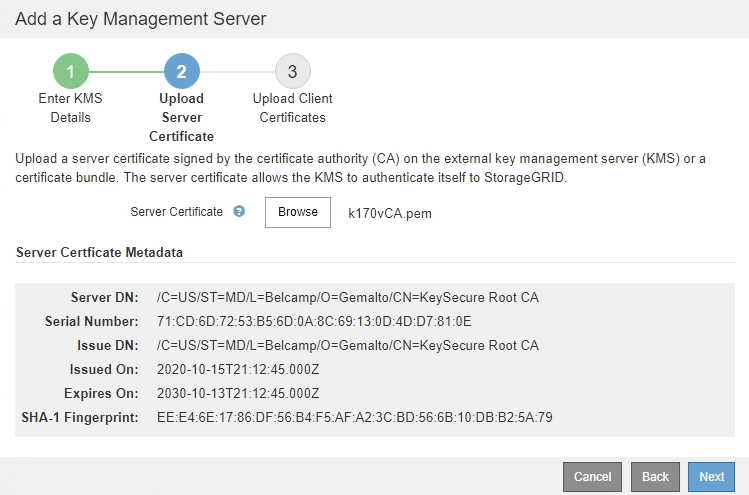 Add a Key Management Server
1 2 3
Enter KMS Details
Upload Server Certificate
Upload Client Certificates
Upload a server certificate signed by the certificate authority (CA) on the external key management server (KMS) or a
certificate bundle. The server certificate allows the KMS to authenticate itself to StorageGRID.
Server Certificate ? Browse k170vCA.pem
Server Certficate Metadata
Server DN: /C=US/ST=MD/L=Belcamp/O=Gemalto/CN=KeySecure Root CA
Serial Number: 71:CD:6D:72:53:B5:6D:0A:8C:69:13:0D:4D:D7:81:0E
Issue DN: /C=US/ST=MD/L=Belcamp/O=Gemalto/CN=KeySecure Root CA
Issued On: 2020-10-15T21:12:45.000Z
Expires On: 2030-10-13T21:12:45.000Z
SHA-1 Fingerprint: EE:E4:6E:17:86:DF:56:B4:F5:AF:A2:3C:BD:56:6B:10:DB:B2:5A:79
Cancel Back Next